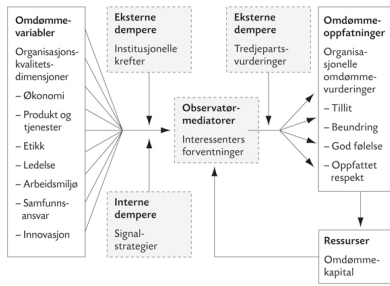 Omdømme-
variabler
Organisasjons-
kvalitets-
dimensjoner
– Økonomi
– Produkt og
tjenester
– Etikk
– Ledelse
– Arbeidsmiljø
– Samfunns-
ansvar
– Innovasjon
Eksterne
dempere
Institusjonelle
krefter
Interne
dempere
Signal-
strategier
Observatør-
mediatorer
Interessenters
forventninger
Eksterne
dempere
Tredjeparts-
vurderinger
Omdømme-
oppfatninger
Organisa-
sjonelle
omdømme-
vurderinger
– Tillit
– Beundring
– God følelse
– Oppfattet
respekt
Ressurser
Omdømme-
kapital